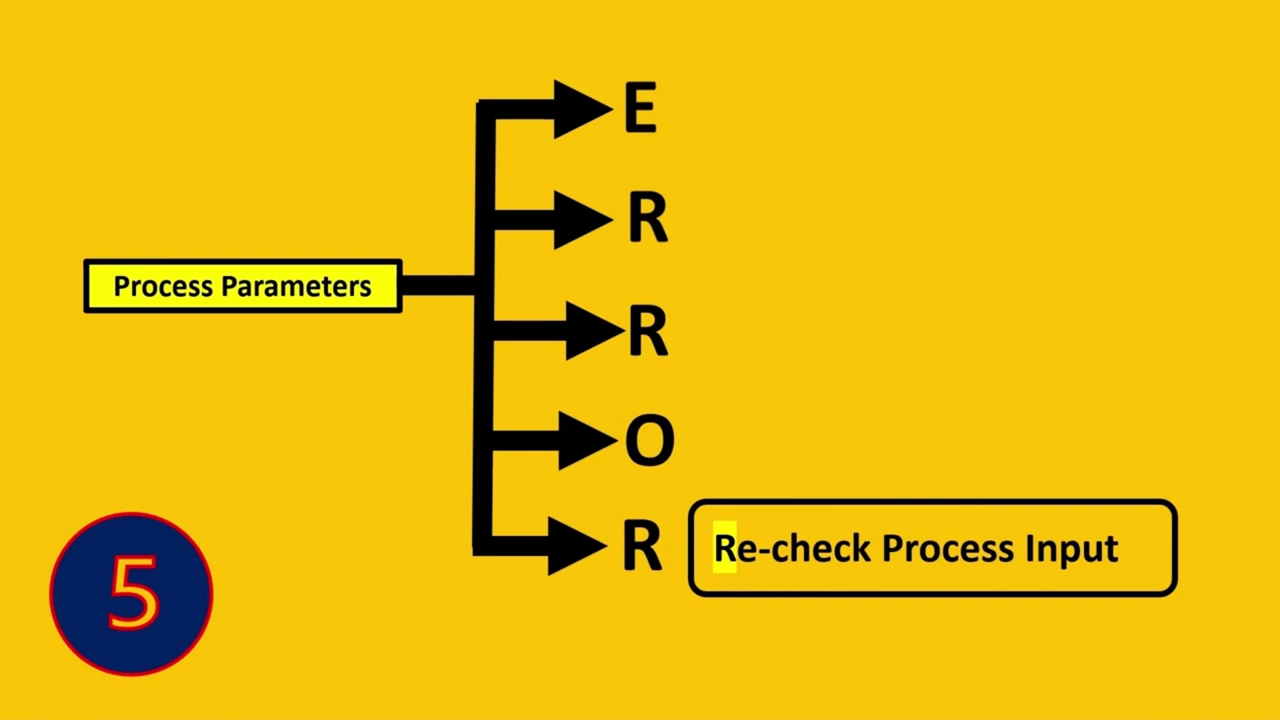 E
R
Process Parameters
R
O
R
Re-check Process Input
5